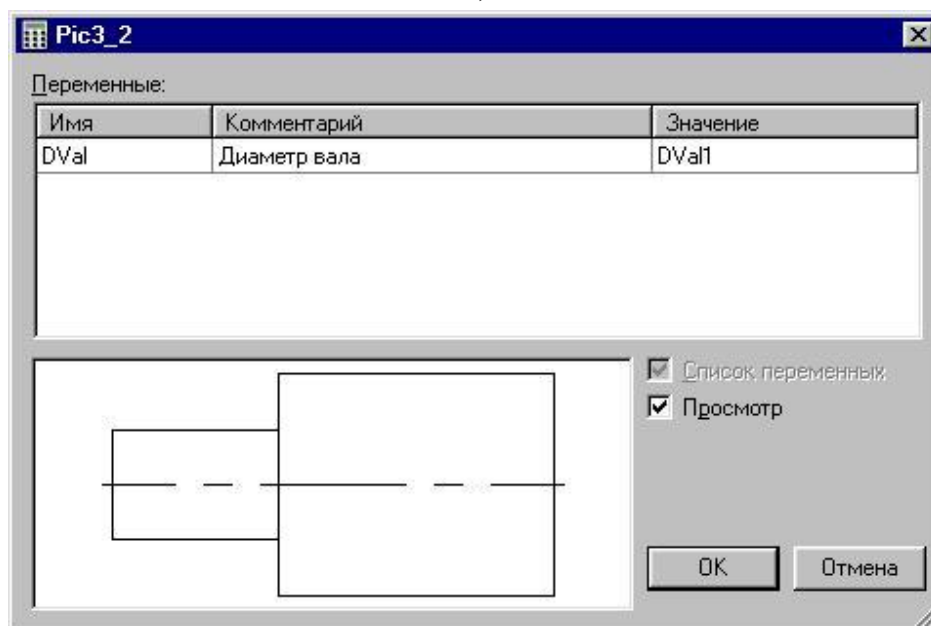 Pic3_2
Переменные:
Имя Комментарий Значение
DVal Диаметр вала DVal1
Список переменных
Просмотр
OK Отмена